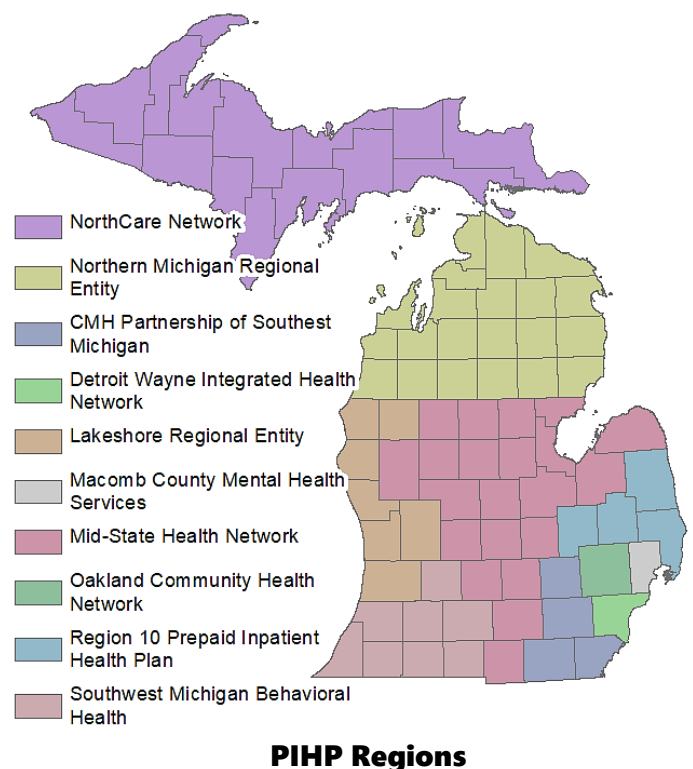 NorthCare Network
Northern Michigan Regional
Entity
CMH Partnership of Southest
Michigan
Detroit Wayne Integrated Health
Network
Lakeshore Regional Entity
Macomb County Mental Health
Services
Mid-State Health Network
Oakland Community Health
Network
Region 10 Prepaid Inpatient
Health Plan
Southwest Michigan Behavioral
Health
PIHP Regions